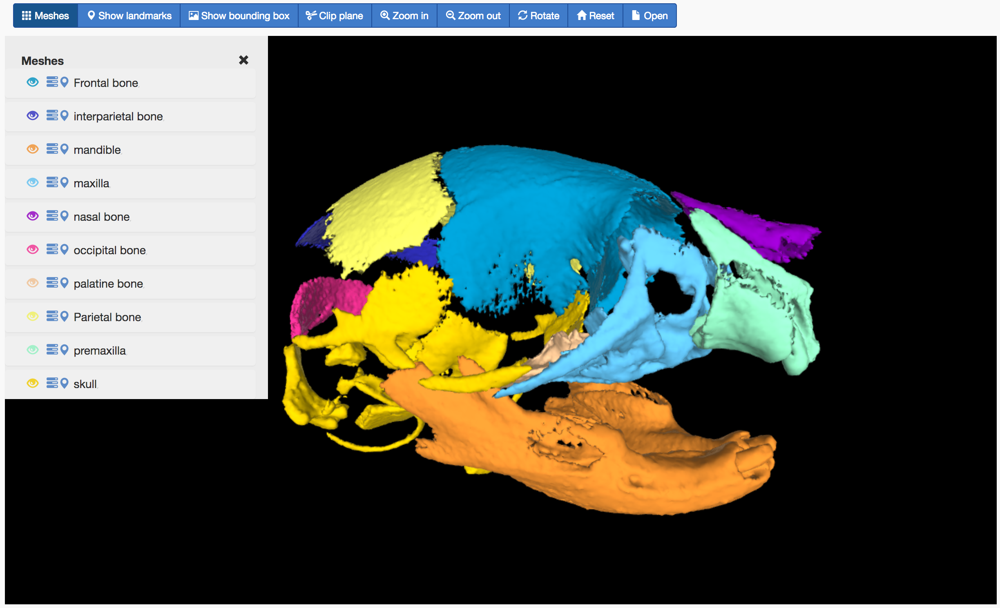 Meshes Show landmarks Show bounding box Clip plane Zoom in Zoom out Rotate Reset Open
Meshes
Frontal bone,
interparietal bone,
mandible,
maxilla,
nasal bone,
occipital bone,
palatine bone,
Parietal bone,
premaxilla,
skull,